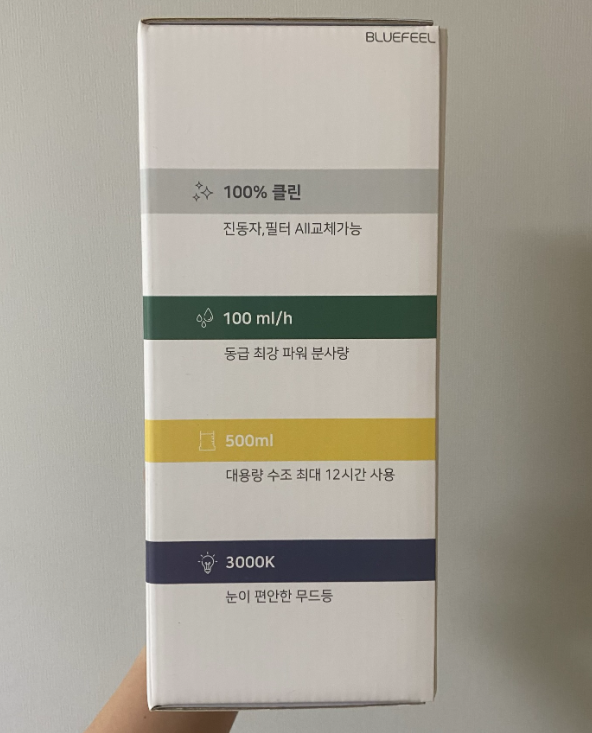 BLUEFEEL
100% 클린
진동자,필터 All교체가능
100 ml/h
동급 최강 파워 분사량
500ml
대용량 수조 최대 12시간 사용
3000K
눈이 편안한 무드등